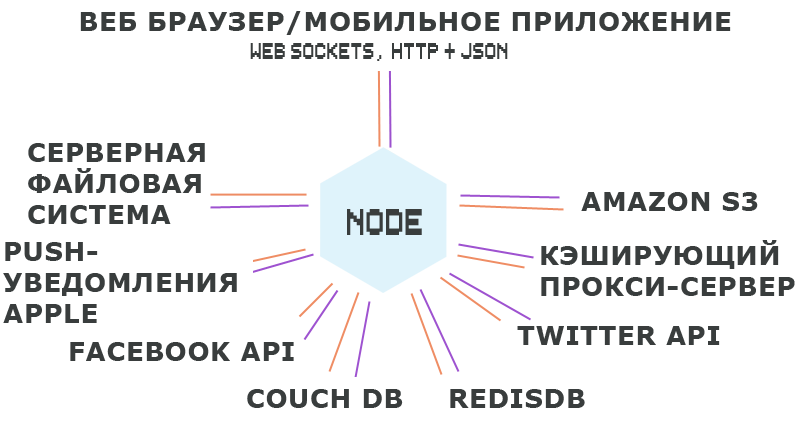 ВЕБ БРАУЗЕР/МОБИЛЬНОЕ ПРИЛОЖЕНИЕ
WEB SOCKETS, HTTP + JSON
СЕРВЕРНАЯ
ФАЙЛОВАЯ
СИСТЕМА
NODE
AMAZON S3
PUSH-
УВЕДОМЛЕНИЯ
APPLE
КЭШИРУЮЩИЙ
ПРОКСИ-СЕРВЕР
FACEBOOK API
TWITTER API
COUCH DB
REDISDB